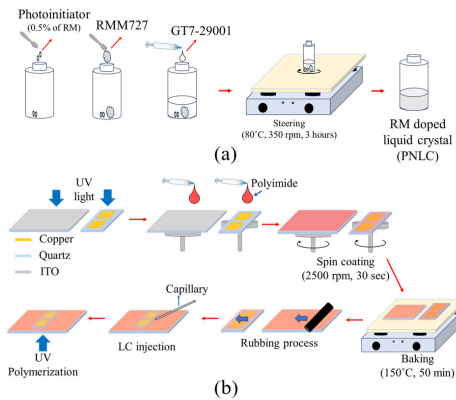 Photoinitiator
(0.5% of RM)
RMM727
GT7-29001
Steering
(80˚C, 350 rpm, 3 hours)
RM doped
liquid crystal
(PNLC)
(a)
UV
light
Polyimide
Copper
Quartz
ITO
Spin coating
(2500 rpm, 30 sec)
Capillary
LC injection
Rubbing process
UV
Polymerization
Baking
(150˚C, 50 min)
(b)